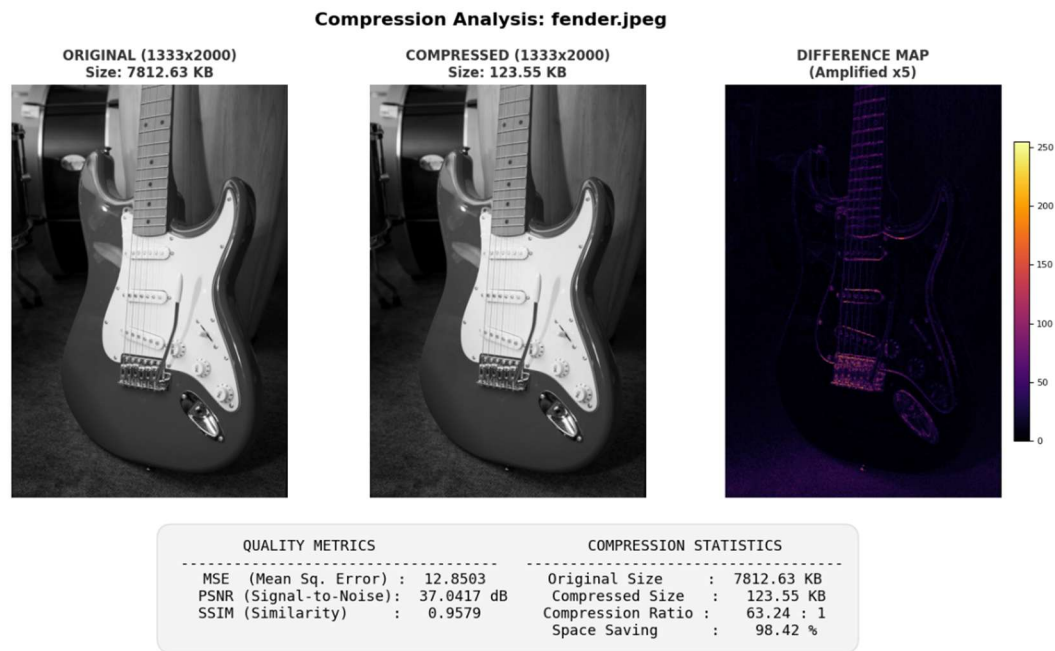 Compression Analysis: fender.jpeg
ORIGINAL (1333x2000)
Size: 7812.63 KB
COMPRESSED (1333x2000)
Size: 123.55 KB
DIFFERENCE MAP
(Amplified x5)
250
200
150
100
50
0
QUALITY METRICS
-------------------------------------
MSE  (Mean Sq. Error) :  12.8503
PSNR (Signal-to-Noise):  37.0417 dB
SSIM (Similarity)     :   0.9579
COMPRESSION STATISTICS
-------------------------------------
Original Size     :  7812.63 KB
Compressed Size   :   123.55 KB
Compression Ratio :    63.24 : 1
Space Saving      :    98.42 %